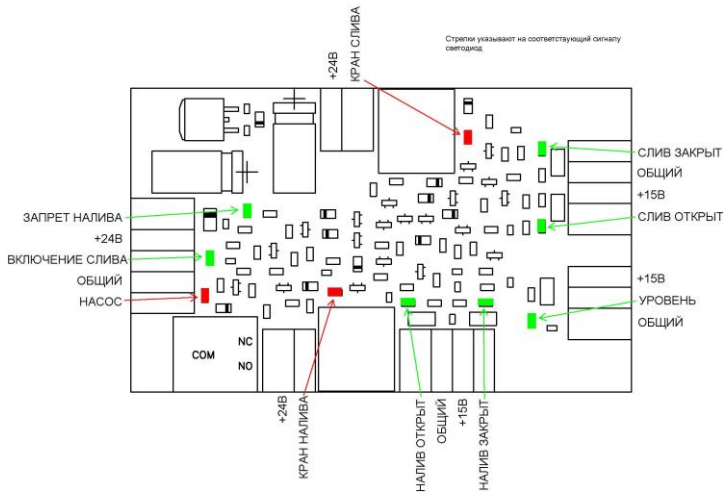 Стрелки указывают на соответствующий сигналу
светодиод
+24В
КРАН СЛИВА
СЛИВ ЗАКРЫТ
ОБЩИЙ
+15В
СЛИВ ОТКРЫТ
ЗАПРЕТ НАЛИВА
+24В
ВКЛЮЧЕНИЕ СЛИВА
ОБЩИЙ
НАСОС
+15В
УРОВЕНЬ
ОБЩИЙ
COM
NC
NO
+24В
КРАН НАЛИВА
НАЛИВ ОТКРЫТ
ОБЩИЙ
+15В
НАЛИВ ЗАКРЫТ